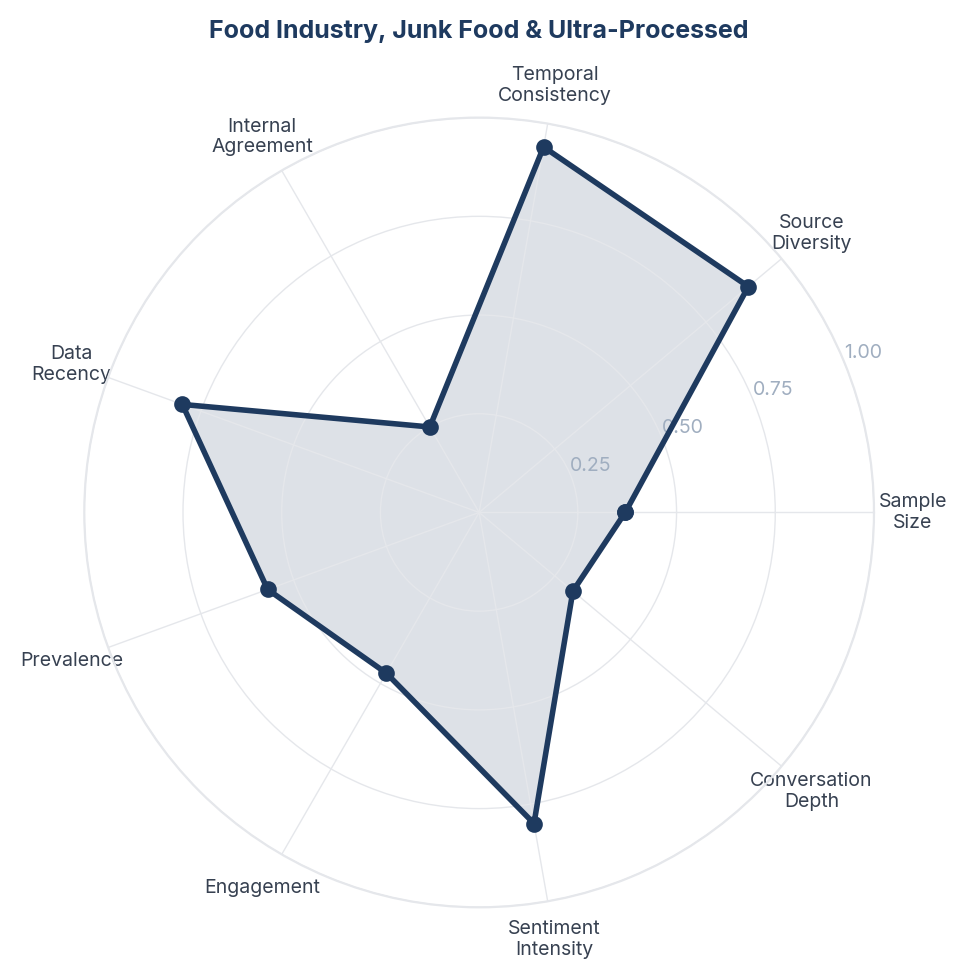 Food Industry, Junk Food & Ultra-Processed
Temporal
Consistency
Internal
Agreement
Source
Diversity
Data
Recency
1.00
0.75
0.50
0.25
Sample
Size
Prevalence
Conversation
Depth
Engagement
Sentiment
Intensity